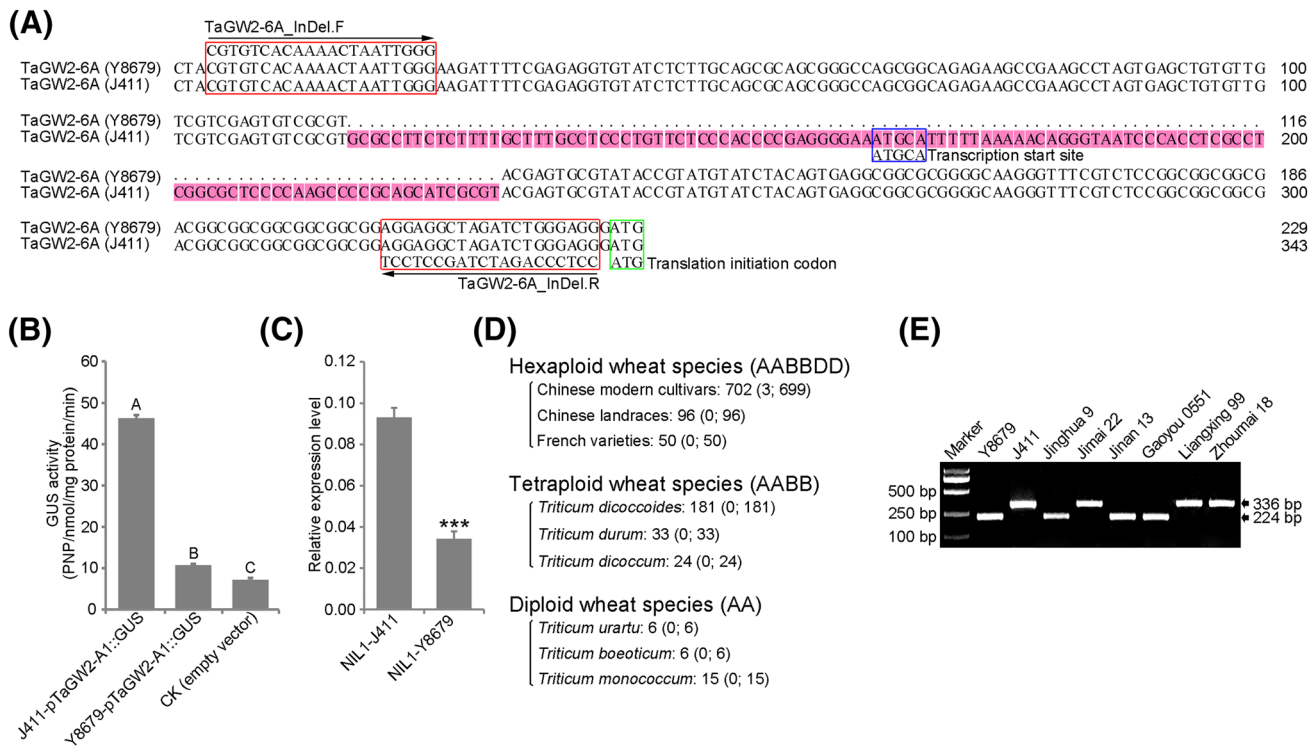 (A)
TaGW2-6A_InDel.F
CGTGTCACAAAACTAATTGGG
TaGW2-6A (Y8679) CTACGTGTCACAAAACTAATTGGGAAGATTTTCGAGAGGTGTATCTCTTGCAGCGCAGCGGGCCAGCGGCAGAGAAGCCGAAGCCTAGTGAGCTGTGTTG 100
TaGW2-6A (J411) CTACGTGTCACAAAACTAATTGGGAAGATTTTCGAGAGGTGTATCTCTTGCAGCGCAGCGGGCCAGCGGCAGAGAAGCCGAAGCCTAGTGAGCTGTGTTG 100
TaGW2-6A (Y8679) TCGTCGAGTGTCGCGT. . . . . . . . . . . . . . . . . . . . . . . . . . . . . . . . . . . . . . . . . . . . . . . . . . . . . . . . . . . . . . . . . . . . . . . . . . . . . . . . . . . . 116
TaGW2-6A (J411) TCGTCGAGTGTCGCGTGCGCCTTCTCTTTTGCTTTGCCTCCCTGTTCTCCCACCCCGAGGGGAAATGCATTTTTAAAAACAGGGTAATCCCACCTCGCCT 200
ATGCA Transcription start site
TaGW2-6A (Y8679) . . . . . . . . . . . . . . . . . . . . . . . . . . . . . . ACGAGTGCGTATACCGTATGTATCTACAGTGAGGCGGCGCGGGGCAAGGGTTTCGTCTCCGGCGGCGGCG 186
TaGW2-6A (J411) CGGCGCTCCCCAAGCCCCGCAGCATCGCGTACGAGTGCGTATACCGTATGTATCTACAGTGAGGCGGCGCGGGGCAAGGGTTTCGTCTCCGGCGGCGGCG 300
TaGW2-6A (Y8679) ACGGCGGCGGCGGCGGCGGAGGAGGCTAGATCTGGGAGGGATG 229
TaGW2-6A (J411) ACGGCGGCGGCGGCGGCGGAGGAGGCTAGATCTGGGAGGGATG 343
TCCTCCGATCTAGACCCTCC ATG Translation initiation codon
TaGW2-6A_InDel.R
(B)
GUS activity
(PNP/nmol/mg protein/min)
60
50
40
30
20
10
0
A
B
C
J411-pTaGW2-A1::GUS
Y8679-pTaGW2-A1::GUS
CK (empty vector)
(C)
Relative expression level
0.12
0.10
0.08
0.06
0.04
0.02
0.00
***
NIL1-J411
NIL1-Y8679
(D)
Hexaploid wheat species (AABBDD)
Chinese modern cultivars: 702 (3; 699)
Chinese landraces: 96 (0; 96)
French varieties: 50 (0; 50)
Tetraploid wheat species (AABB)
Triticum dicoccoides: 181 (0; 181)
Triticum durum: 33 (0; 33)
Triticum dicoccum: 24 (0; 24)
Diploid wheat species (AA)
Triticum urartu: 6 (0; 6)
Triticum boeoticum: 6 (0; 6)
Triticum monococcum: 15 (0; 15)
(E)
Marker
Y8679
J411
Jinghua 9
Jimai 22
Jinan 13
Gaoyou 0551
Liangxing 99
Zhoumai 18
500 bp
250 bp
100 bp
336 bp
224 bp